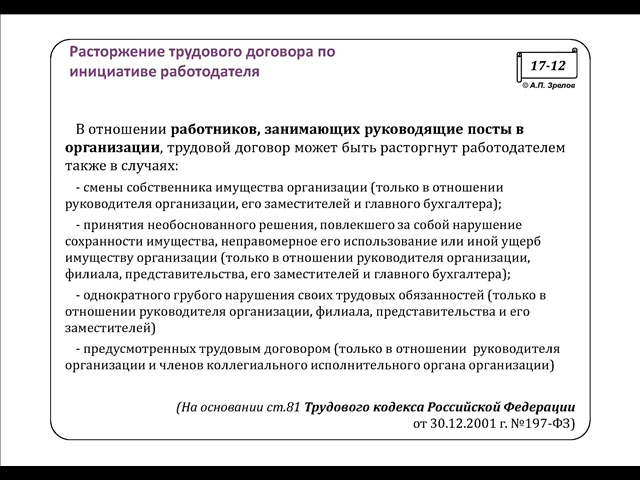 Расторжение трудового договора по
инициативе работодателя
17-12
© А.П. Зрелов
В отношении работников, занимающих руководящие посты в
организации, трудовой договор может быть расторгнут работодателем
также в случаях:
- смены собственника имущества организации (только в отношении
руководителя организации, его заместителей и главного бухгалтера);
- принятия необоснованного решения, повлекшего за собой нарушение
сохранности имущества, неправомерное его использование или иной ущерб
имуществу организации (только в отношении руководителя организации,
филиала, представительства, его заместителей и главного бухгалтера);
- однократного грубого нарушения своих трудовых обязанностей (только в
отношении руководителя организации, филиала, представительства и его
заместителей)
- предусмотренных трудовым договором (только в отношении руководителя
организации и членов коллегиального исполнительного органа организации)
(На основании ст.81 Трудового кодекса Российской Федерации
от 30.12.2001 г. №197-ФЗ)